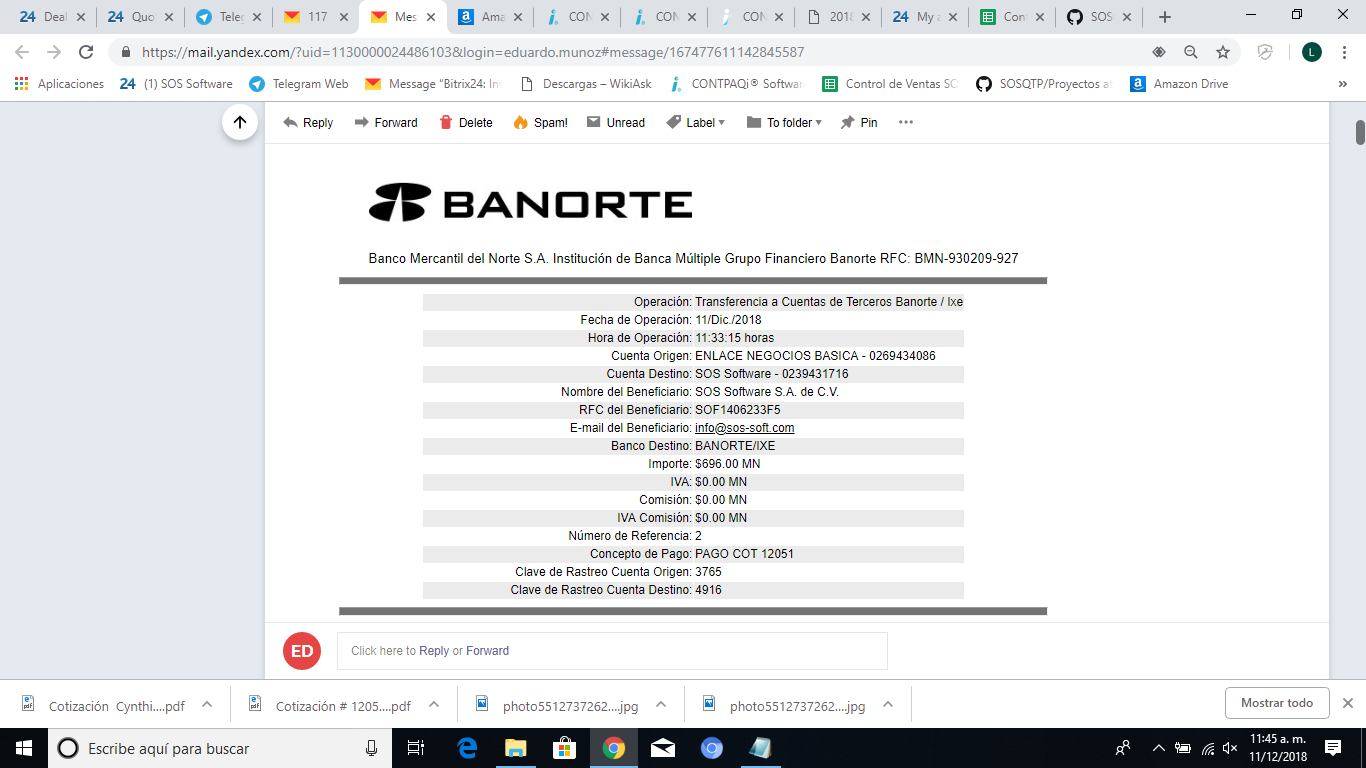 24 Deal
24 Quo
Teleg
117
Mes
Ama
CON
CON
CON
2018
24 My a
Con
SOS
https://mail.yandex.com/?uid=1130000024486103&login=eduardo.munoz#message/167477611142845587
L
Aplicaciones
24 (1) SOS Software
Telegram Web
Message "Bitrix24: In
Descargas – WikiAsk
CONTPAQi® Softwar
Control de Ventas SO
SOSQTP/Proyectos at
Amazon Drive
»
Reply
Forward
Delete
Spam!
Unread
Label
To folder
Pin
BANORTE
Banco Mercantil del Norte S.A. Institución de Banca Múltiple Grupo Financiero Banorte RFC: BMN-930209-927
Operación: Transferencia a Cuentas de Terceros Banorte / Ixe
Fecha de Operación: 11/Dic./2018
Hora de Operación: 11:33:15 horas
Cuenta Origen: ENLACE NEGOCIOS BASICA - 0269434086
Cuenta Destino: SOS Software - 0239431716
Nombre del Beneficiario: SOS Software S.A. de C.V.
RFC del Beneficiario: SOF1406233F5
E-mail del Beneficiario: info@sos-soft.com
Banco Destino: BANORTE/IXE
Importe: $696.00 MN
IVA: $0.00 MN
Comisión: $0.00 MN
IVA Comisión: $0.00 MN
Número de Referencia: 2
Concepto de Pago: PAGO COT 12051
Clave de Rastreo Cuenta Origen: 3765
Clave de Rastreo Cuenta Destino: 4916
ED
Click here to Reply or Forward
Cotización Cynthi....pdf
Cotización # 1205....pdf
photo5512737262....jpg
photo5512737262....jpg
Mostrar todo
Escribe aquí para buscar
11:45 a. m.
11/12/2018